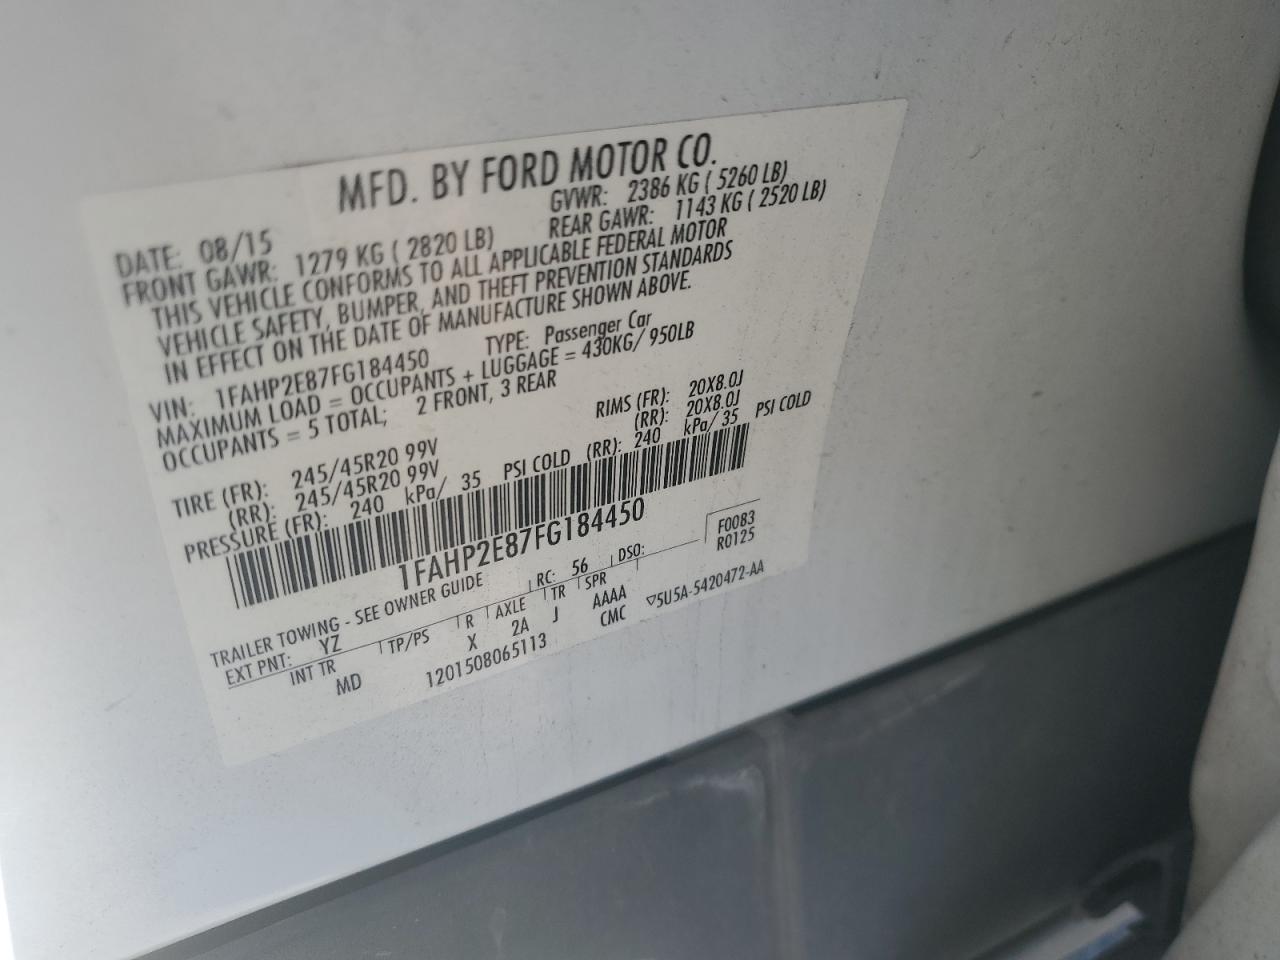 MFD. BY FORD MOTOR CO.
DATE: 08/15 GVWR: 2386 KG ( 5260 LB)
FRONT GAWR: 1279 KG ( 2820 LB) REAR GAWR: 1143 KG ( 2520 LB)
THIS VEHICLE CONFORMS TO ALL APPLICABLE FEDERAL MOTOR
VEHICLE SAFETY, BUMPER, AND THEFT PREVENTION STANDARDS
IN EFFECT ON THE DATE OF MANUFACTURE SHOWN ABOVE.
VIN: 1FAHP2E87FG184450 TYPE: Passenger Car
MAXIMUM LOAD = OCCUPANTS + LUGGAGE = 430KG/ 950LB
OCCUPANTS = 5 TOTAL; 2 FRONT, 3 REAR
TIRE (FR): 245/45R20 99V RIMS (FR): 20X8.0J
(RR): 245/45R20 99V (RR): 20X8.0J
PRESSURE (FR): 240 kPa/ 35 PSI COLD (RR): 240 kPa/ 35 PSI COLD
1FAHP2E87FG184450
TRAILER TOWING - SEE OWNER GUIDE
F0083
EXT PNT: YZ RC: 56 DSO: R0125
INT TR TP/PS R AXLE TR SPR
MD X 2A J AAAA
CMC
1201508065113 ▽5U5A-5420472-AA